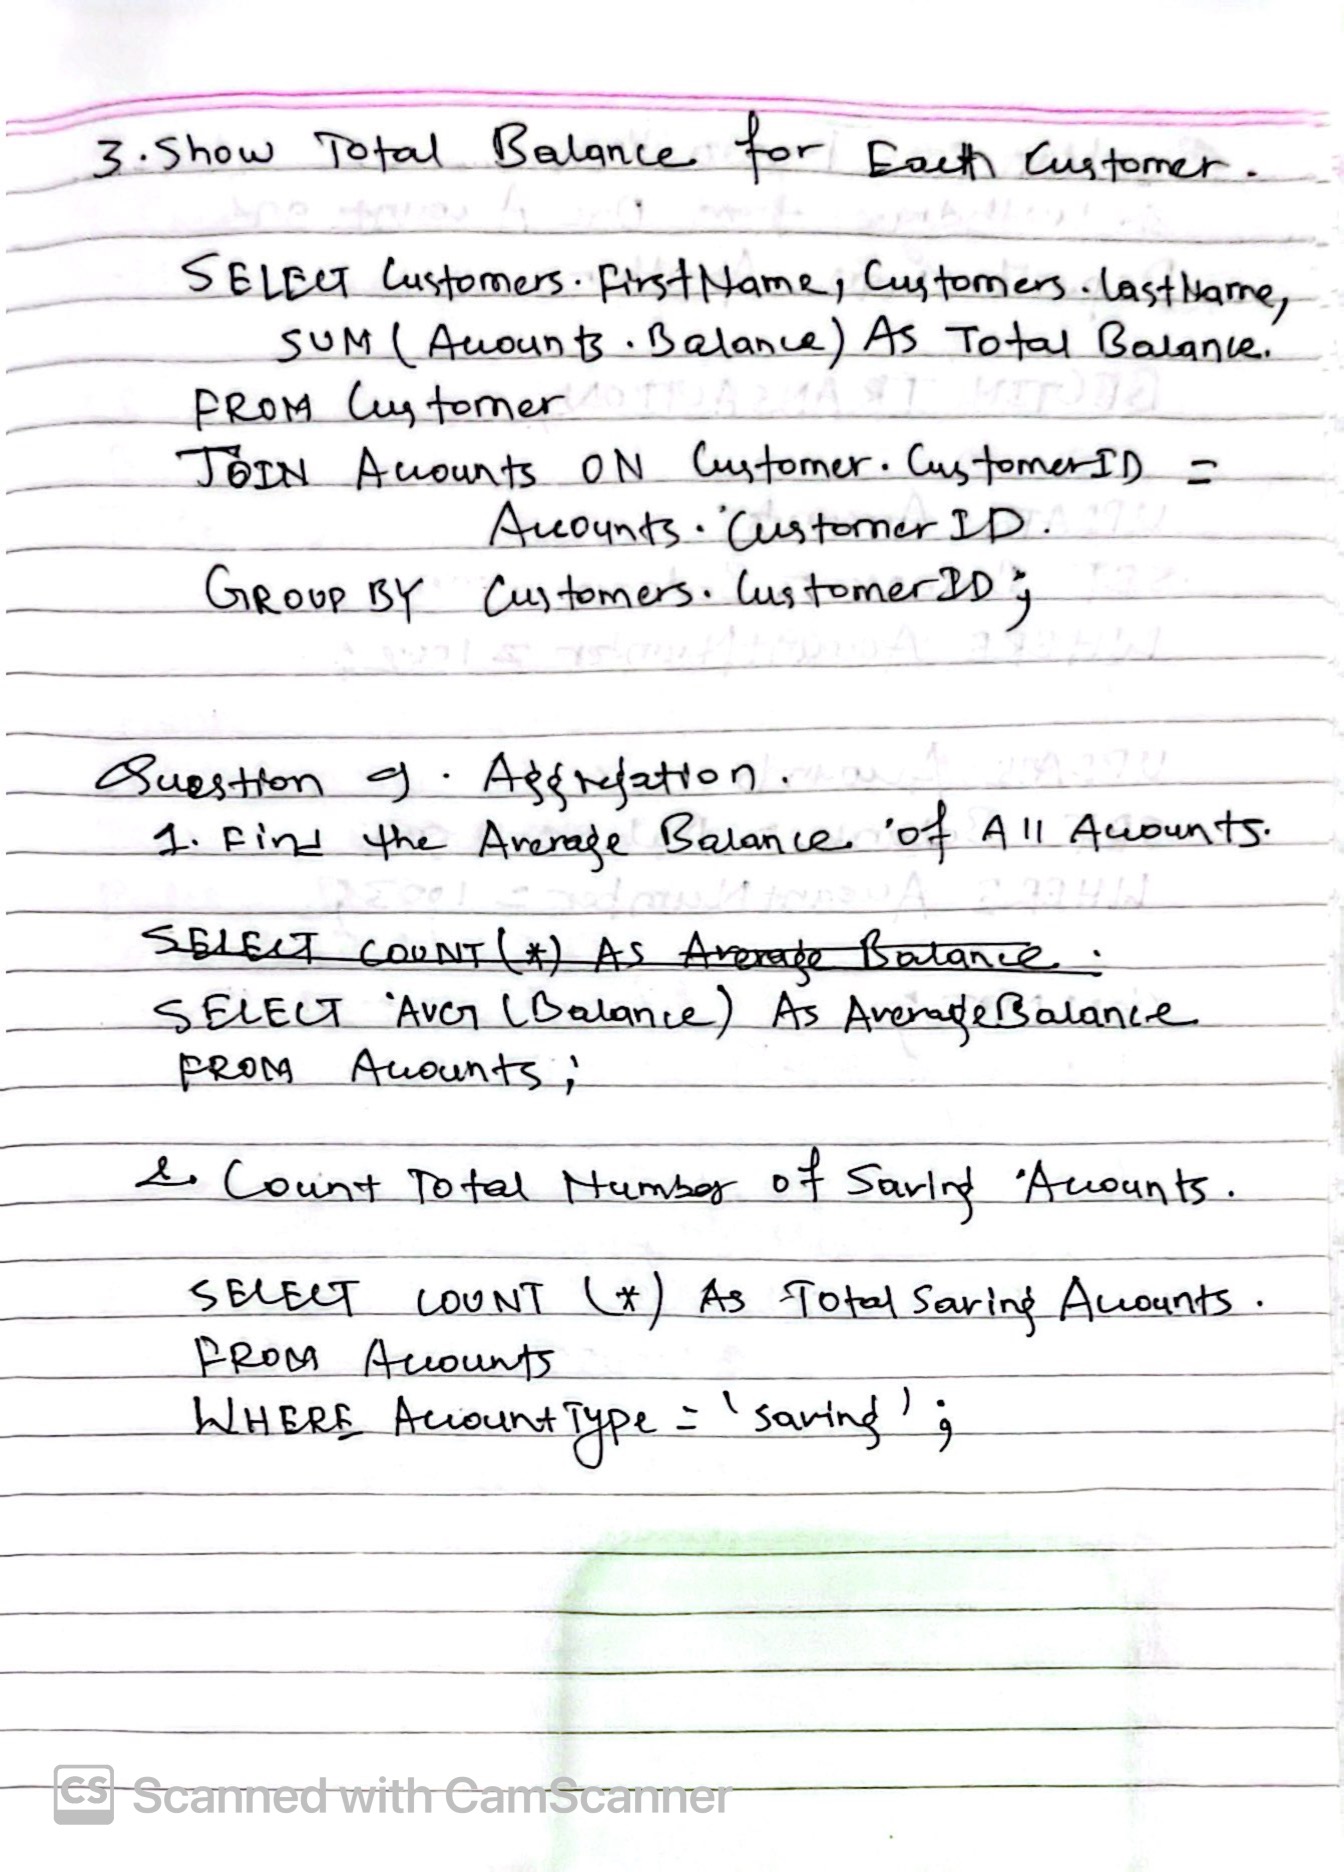 3. Show Total Balance for Each Customer.
SELECT Customers. FirstName, Customers. lastName,
SUM (Accounts. Balance) AS Total Balance.
FROM Customer
JOIN Accounts ON Customer. CustomerID =
Accounts. CustomerID.
GROUP BY Customers. CustomerID;
Question 9. Aggregation.
1. Find the Average Balance of All Accounts.
SELECT COUNT (*) AS Average Balance :
SELECT AVG (Balance) As AverageBalance
FROM Accounts;
2. Count Total Number of Saving Accounts.
SELECT COUNT (*) As Total Saving Accounts.
FROM Accounts
WHERE AccountType = 'saving' ;
CS Scanned with CamScanner